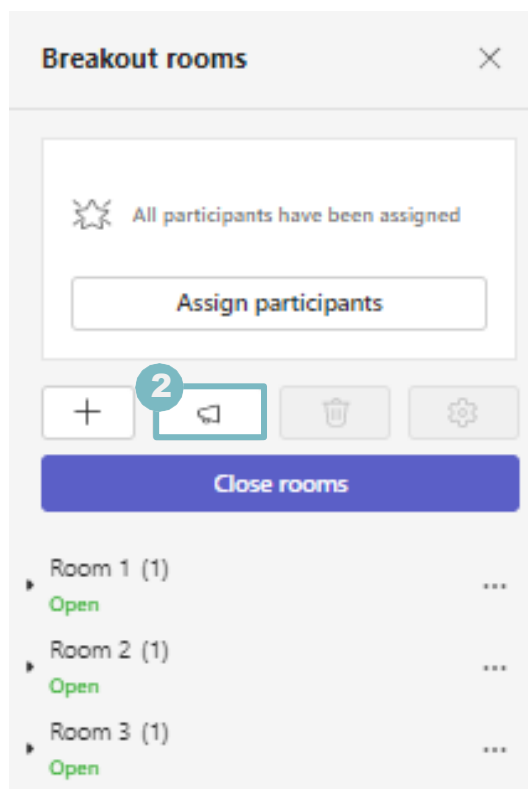 Breakout rooms
All participants have been assigned
Assign participants
2
Close rooms
Room 1 (1)
Open
Room 2 (1)
Open
Room 3 (1)
Open